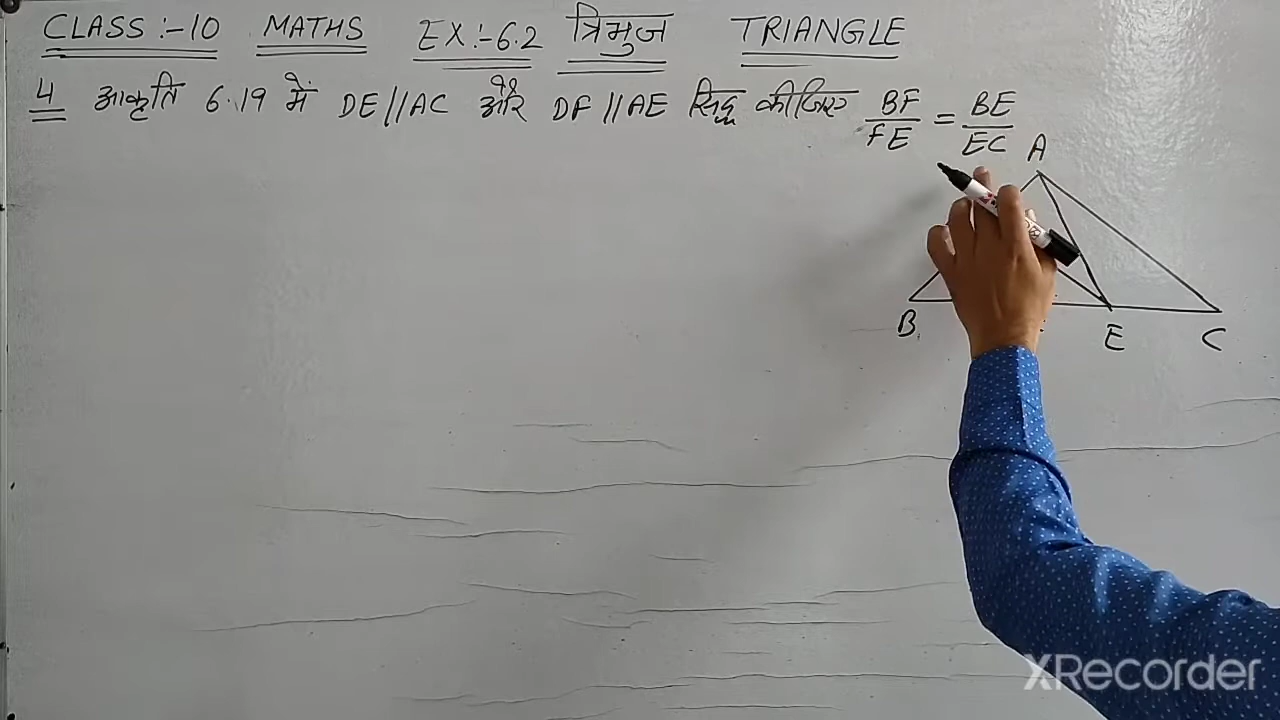 CLASS :- 10 MATHS EX :- 6.2 त्रिभुज TRIANGLE
4 आकृति 6.19 में DE//AC और DF//AE सिद्ध कीजिए BF/FE = BE/EC
A
B
E
C
XRecorder